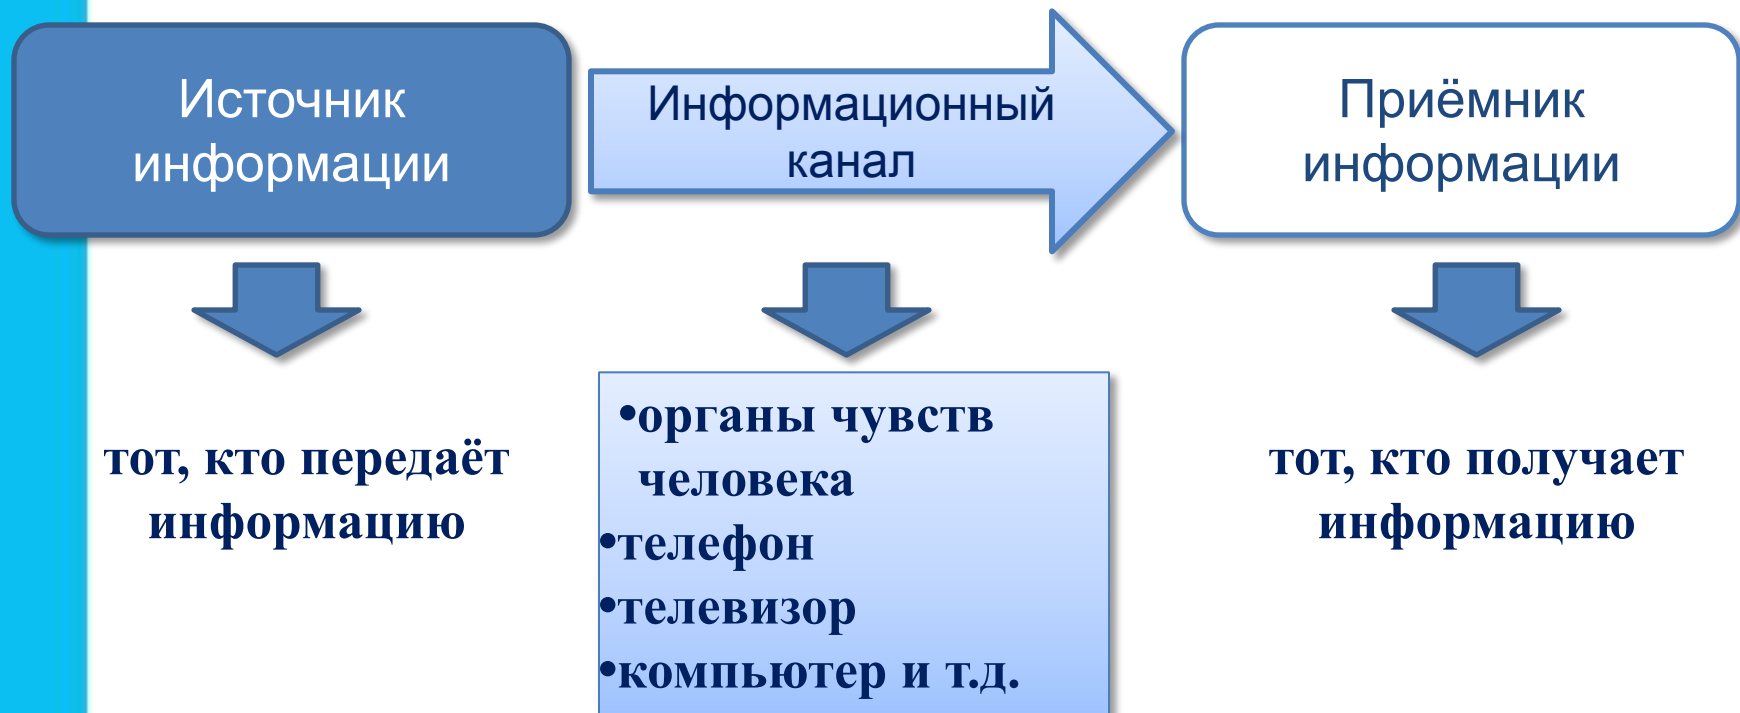 Источник
информации
Информационный
канал
Приёмник
информации
тот, кто передаёт
информацию
•органы чувств
человека
•телефон
•телевизор
•компьютер и т.д.
тот, кто получает
информацию